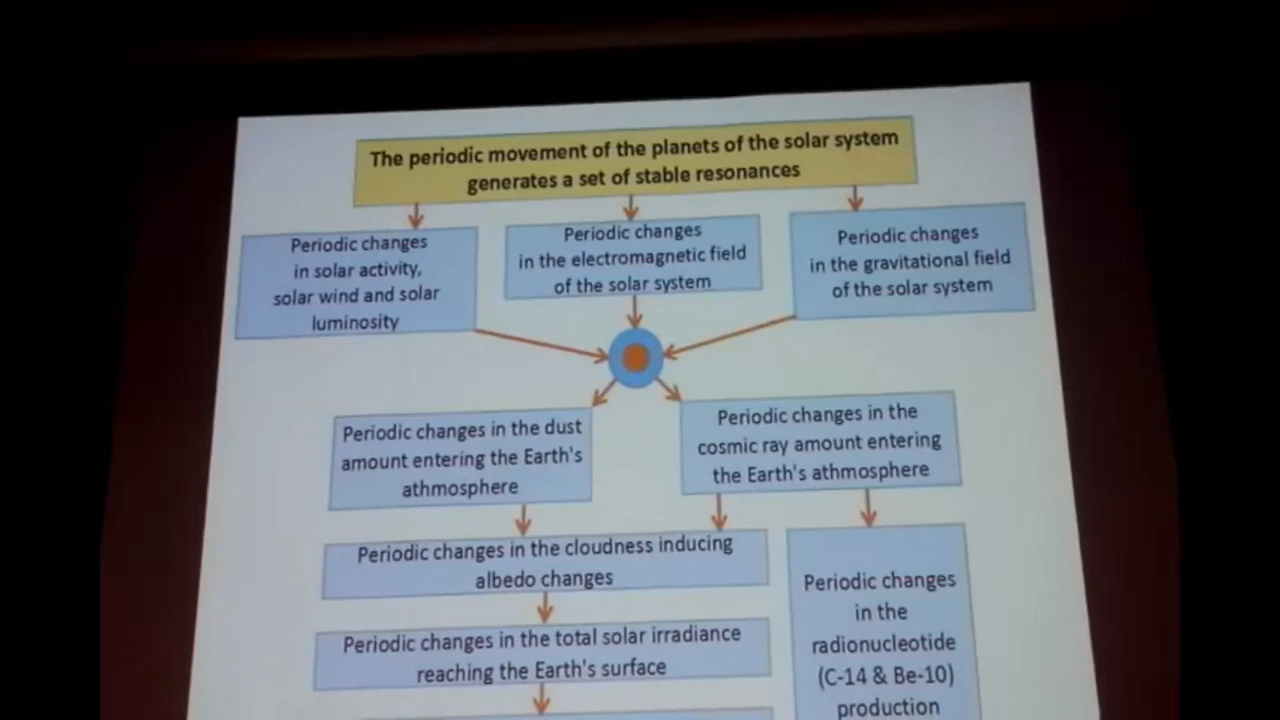 The periodic movement of the planets of the solar system
generates a set of stable resonances
Periodic changes
in solar activity,
solar wind and solar
luminosity
Periodic changes
in the electromagnetic field
of the solar system
Periodic changes
in the gravitational field
of the solar system
Periodic changes in the dust
amount entering the Earth's
athmosphere
Periodic changes in the
cosmic ray amount entering
the Earth's athmosphere
Periodic changes in the cloudness inducing
albedo changes
Periodic changes in the total solar irradiance
reaching the Earth's surface
Periodic changes
in the
radionucleotide
(C-14 & Be-10)
production